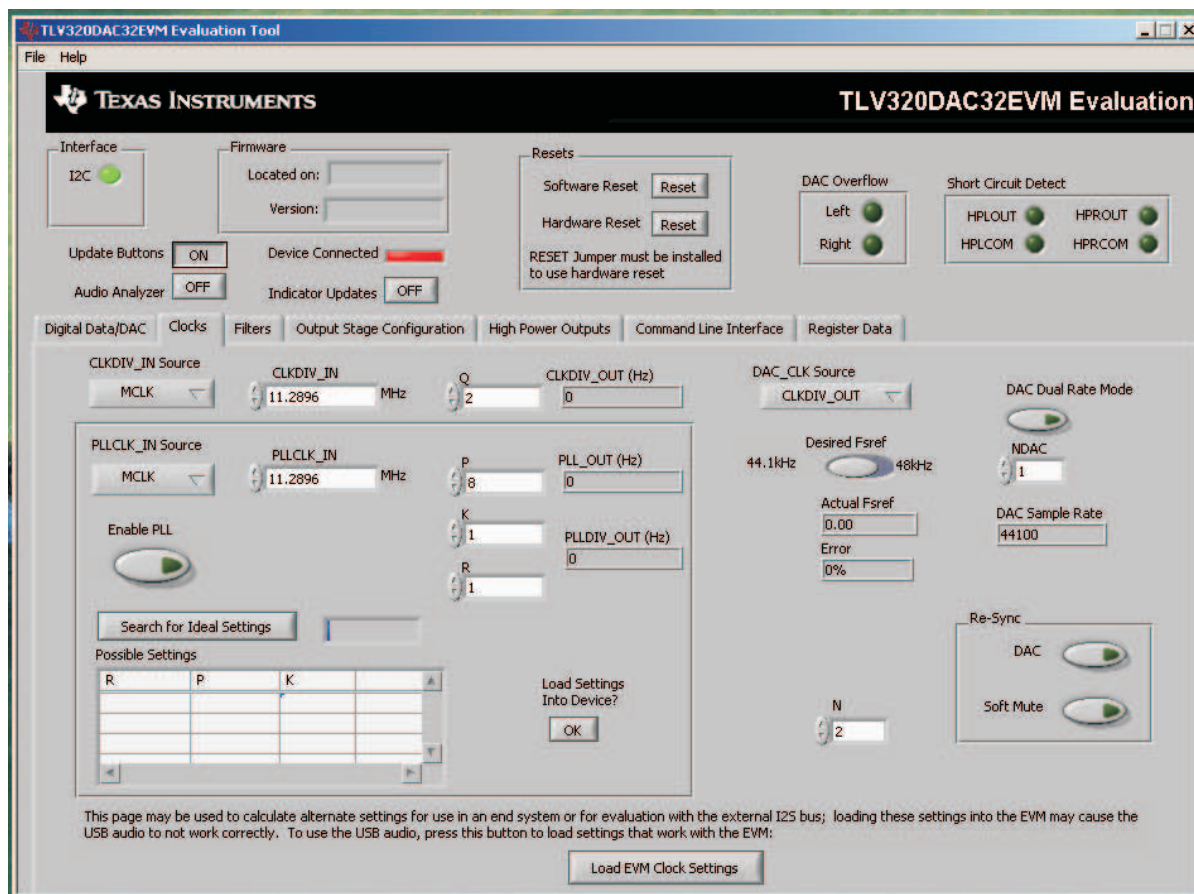 TLV320DAC32EVM Evaluation Tool
File Help
TEXAS INSTRUMENTS
TLV320DAC32EVM Evaluation
Interface
I2C
Firmware
Located on:
Version:
Resets
Software Reset Reset
Hardware Reset Reset
RESET Jumper must be installed
to use hardware reset
DAC Overflow
Left
Right
Short Circuit Detect
HPLOUT HPROUT
HPLCOM HPRCOM
Update Buttons ON
Device Connected
Audio Analyzer OFF
Indicator Updates OFF
Digital Data/DAC Clocks Filters Output Stage Configuration High Power Outputs Command Line Interface Register Data
CLKDIV_IN Source
MCLK
CLKDIV_IN
11.2896 MHz
Q
2
CLKDIV_OUT (Hz)
0
DAC_CLK Source
CLKDIV_OUT
DAC Dual Rate Mode
PLLCLK_IN Source
MCLK
PLLCLK_IN
11.2896 MHz
P
8
PLL_OUT (Hz)
0
Desired Fsref
44.1kHz 48kHz
NDAC
1
Enable PLL
K
1
PLLDIV_OUT (Hz)
0
R
1
Actual Fsref
0.00
Error
0%
DAC Sample Rate
44100
Search for Ideal Settings
Possible Settings
R P K
Load Settings
Into Device?
OK
N
2
Re-Sync
DAC
Soft Mute
This page may be used to calculate alternate settings for use in an end system or for evaluation with the external I2S bus; loading these settings into the EVM may cause the
USB audio to not work correctly. To use the USB audio, press this button to load settings that work with the EVM:
Load EVM Clock Settings